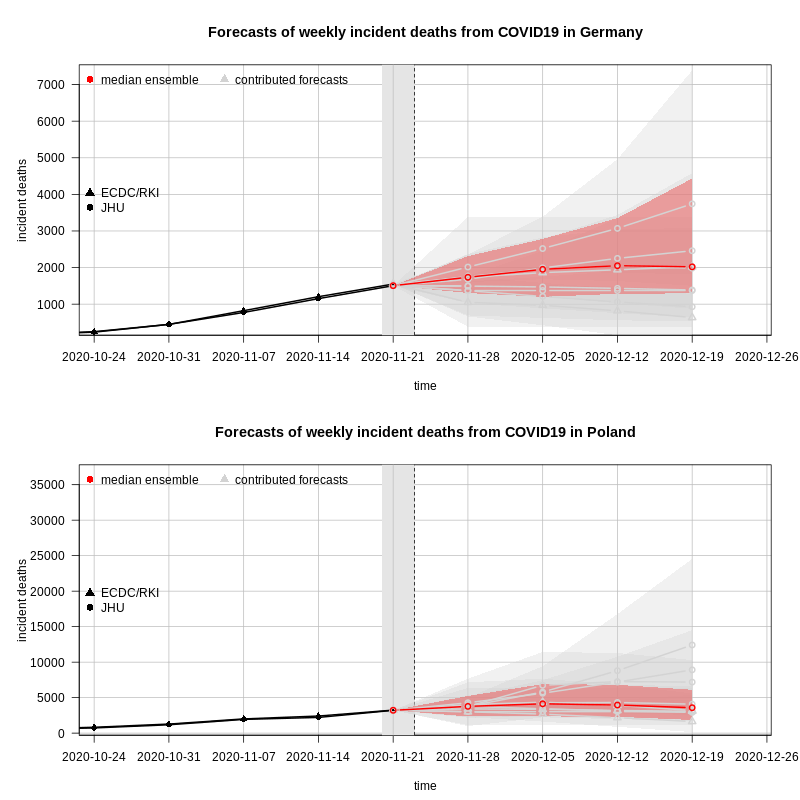 Forecasts of weekly incident deaths from COVID19 in Germany
median ensemble contributed forecasts
7000
6000
5000
4000
3000
2000
1000
incident deaths
ECDC/RKI
JHU
2020-10-24 2020-10-31 2020-11-07 2020-11-14 2020-11-21 2020-11-28 2020-12-05 2020-12-12 2020-12-19 2020-12-26
time
Forecasts of weekly incident deaths from COVID19 in Poland
median ensemble contributed forecasts
35000
30000
25000
20000
15000
10000
5000
0
incident deaths
ECDC/RKI
JHU
2020-10-24 2020-10-31 2020-11-07 2020-11-14 2020-11-21 2020-11-28 2020-12-05 2020-12-12 2020-12-19 2020-12-26
time